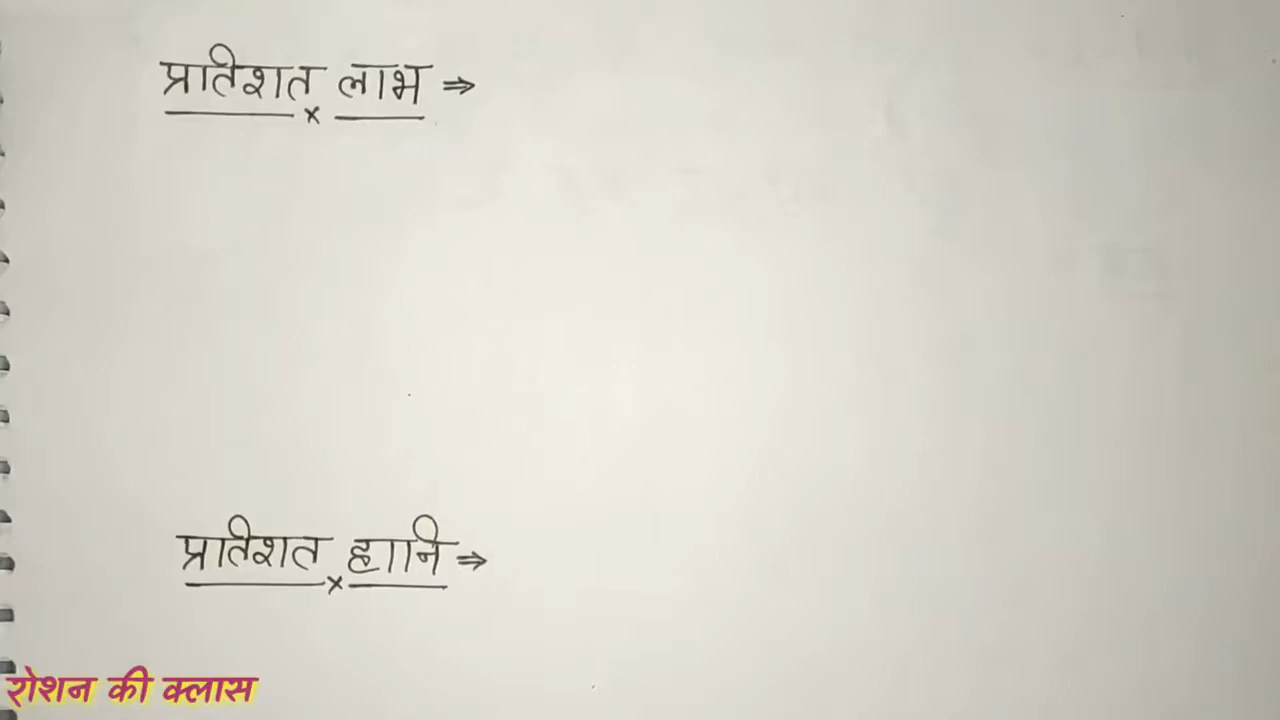 प्रतिशत लाभ ⇒
प्रतिशत हानि ⇒
रोशन की क्लास